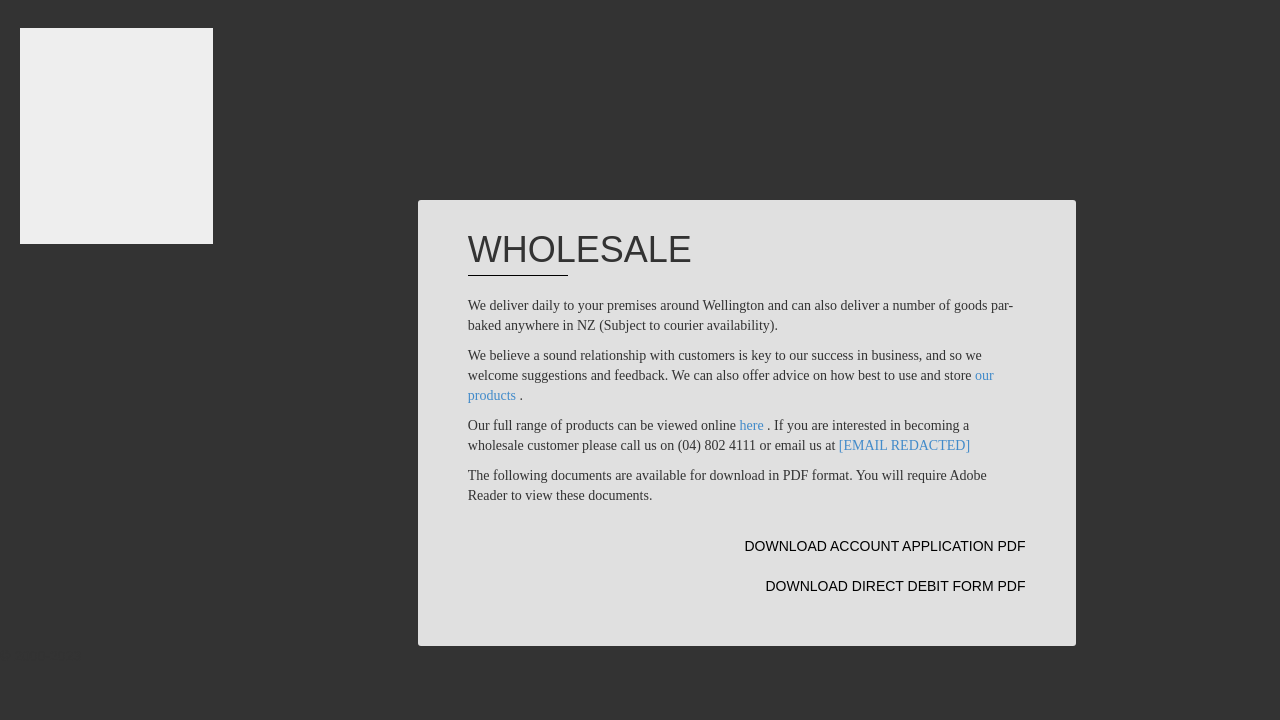 WHOLESALE
We deliver daily to your premises around Wellington and can also deliver a number of goods par-
baked anywhere in NZ (Subject to courier availability).
We believe a sound relationship with customers is key to our success in business, and so we
welcome suggestions and feedback. We can also offer advice on how best to use and store our
products .
Our full range of products can be viewed online here . If you are interested in becoming a
wholesale customer please call us on (04) 802 4111 or email us at [EMAIL REDACTED]
The following documents are available for download in PDF format. You will require Adobe
Reader to view these documents.
DOWNLOAD ACCOUNT APPLICATION PDF
DOWNLOAD DIRECT DEBIT FORM PDF